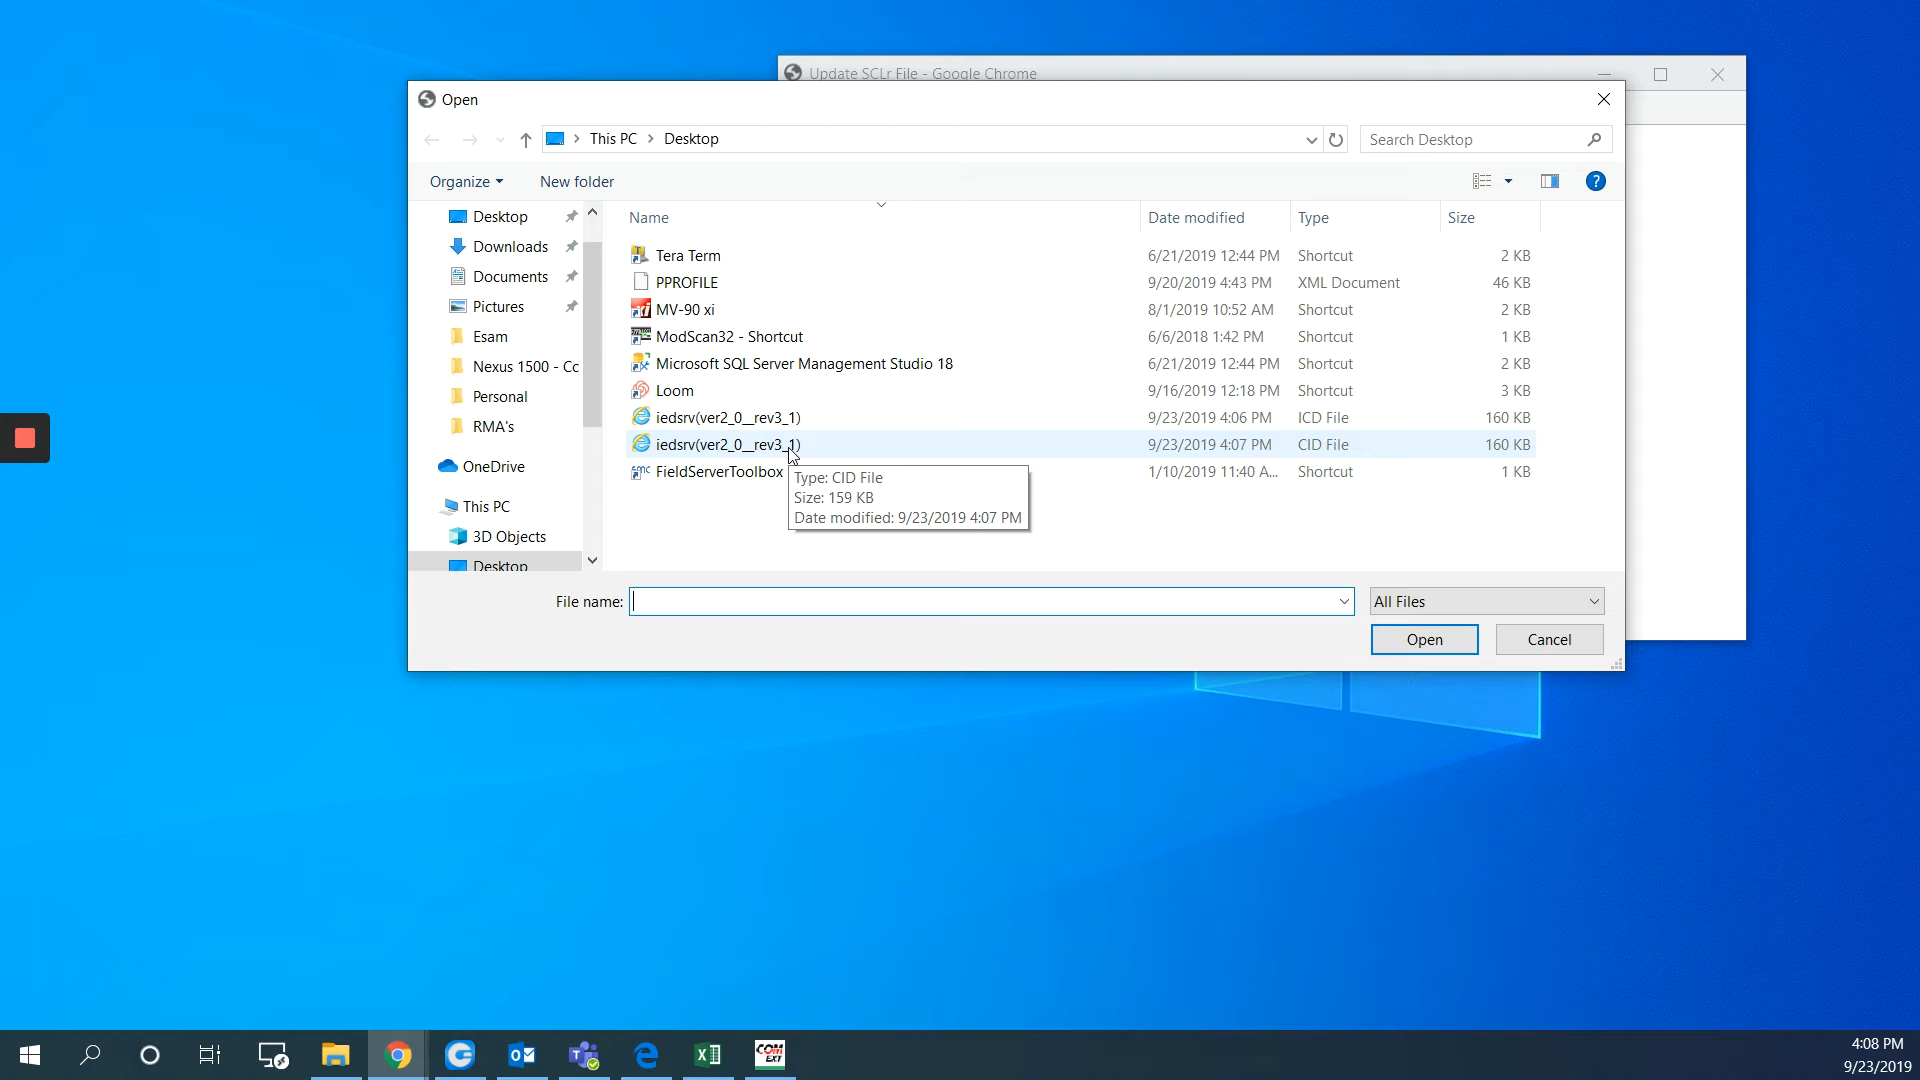 Update SCLr File - Google Chrome
Open
This PC > Desktop
Search Desktop
Organize
New folder
?
Name
Date modified
Type
Size
Desktop
Downloads
Documents
Pictures
Esam
Nexus 1500 - Cc
Personal
RMA's
OneDrive
This PC
3D Objects
Desktop
Tera Term 6/21/2019 12:44 PM Shortcut 2 KB
PPROFILE 9/20/2019 4:43 PM XML Document 46 KB
MV-90 xi 8/1/2019 10:52 AM Shortcut 2 KB
ModScan32 - Shortcut 6/6/2018 1:42 PM Shortcut 1 KB
Microsoft SQL Server Management Studio 18 6/21/2019 12:44 PM Shortcut 2 KB
Loom 9/16/2019 12:18 PM Shortcut 3 KB
iedsrv(ver2_0__rev3_1) 9/23/2019 4:06 PM ICD File 160 KB
iedsrv(ver2_0__rev3_1) 9/23/2019 4:07 PM CID File 160 KB
FieldServerToolbox 1/10/2019 11:40 A... Shortcut 1 KB
Type: CID File
Size: 159 KB
Date modified: 9/23/2019 4:07 PM
File name:
All Files
Open
Cancel
COM
EXT
4:08 PM
9/23/2019